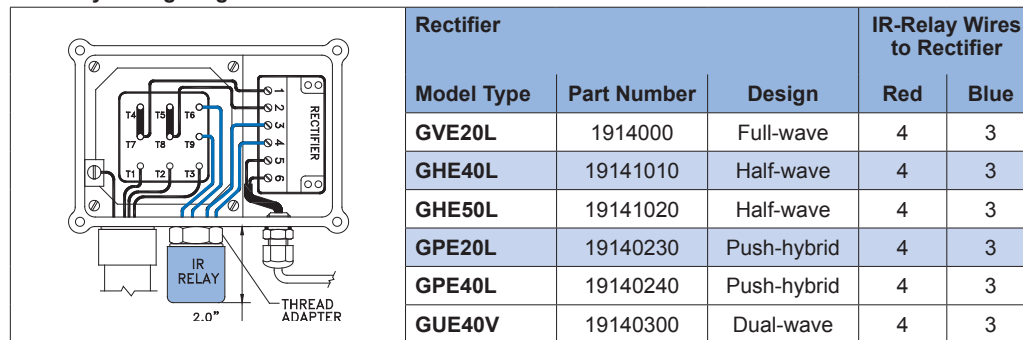 Rectifier
IR-Relay Wires
to Rectifier
Model Type Part Number Design Red Blue
GVE20L 1914000 Full-wave 4 3
GHE40L 19141010 Half-wave 4 3
GHE50L 19141020 Half-wave 4 3
GPE20L 19140230 Push-hybrid 4 3
GPE40L 19140240 Push-hybrid 4 3
GUE40V 19140300 Dual-wave 4 3
T4 T5 T6
T7 T8 T9
T1 T2 T3
1
2
3
4
5
6
RECTIFIER
IR
RELAY
THREAD
ADAPTER
2.0"